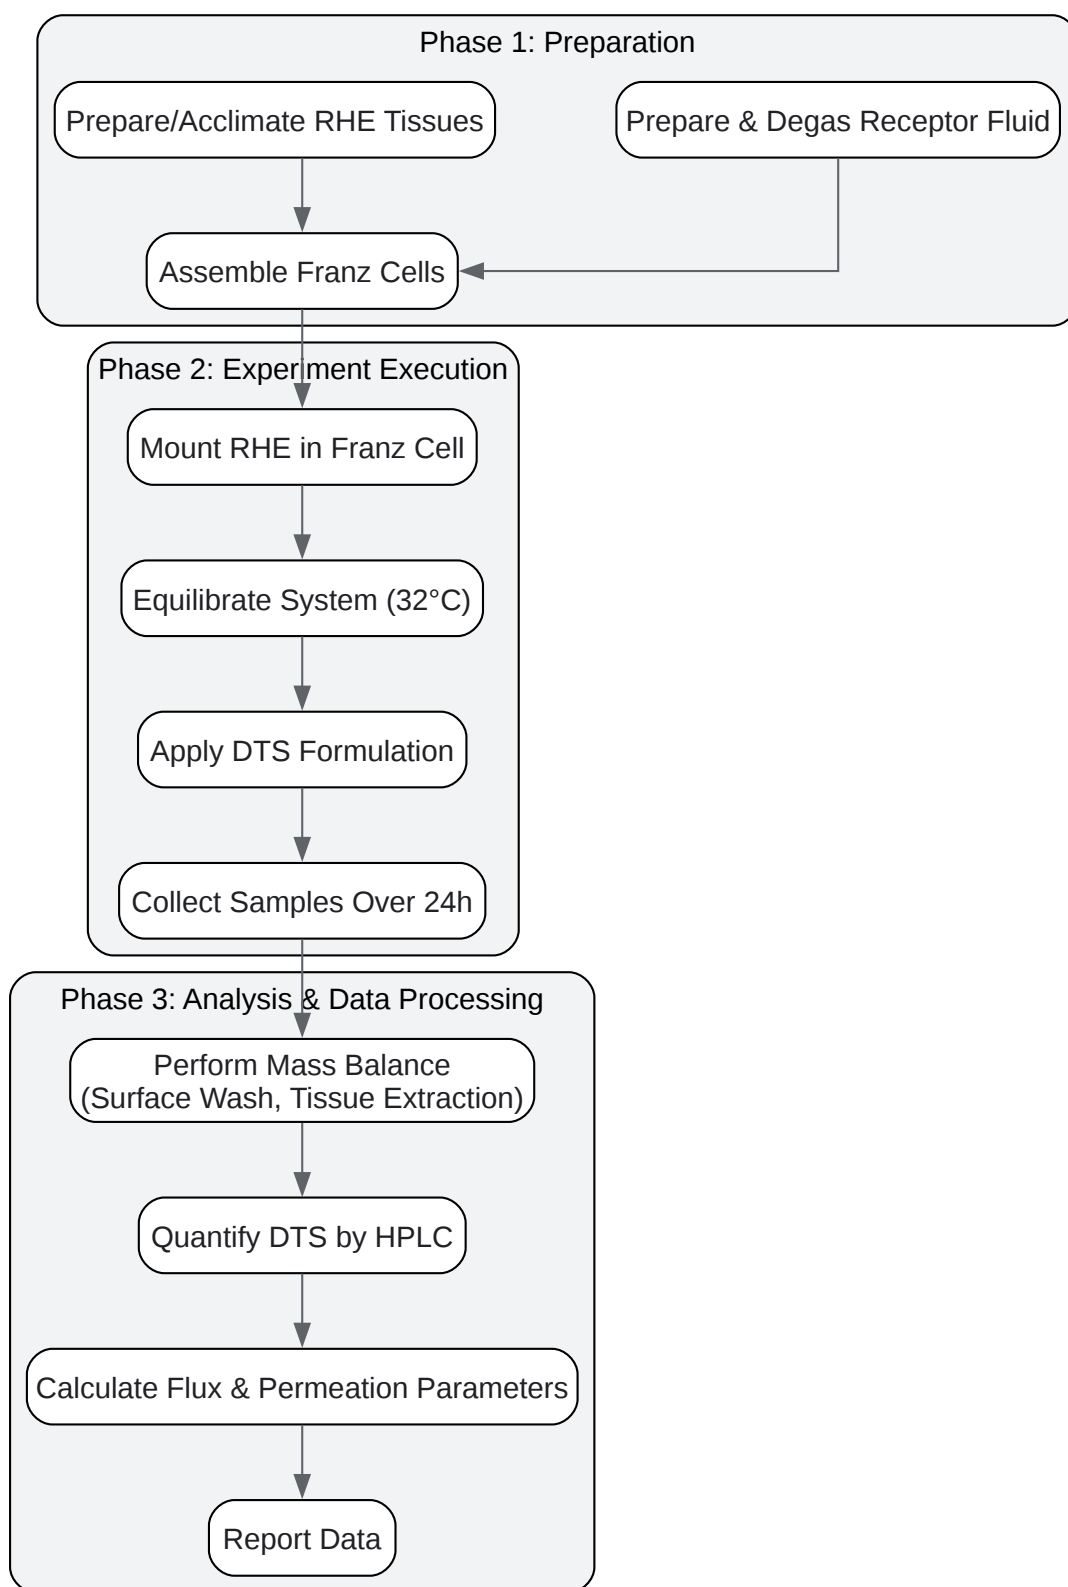 Phase 1: Preparation
Prepare/Acclimate RHE Tissues
Prepare & Degas Receptor Fluid
Assemble Franz Cells
Phase 2: Experiment Execution
Mount RHE in Franz Cell
Equilibrate System (32°C)
Apply DTS Formulation
Collect Samples Over 24h
Phase 3: Analysis & Data Processing
Perform Mass Balance
(Surface Wash, Tissue Extraction)
Quantify DTS by HPLC
Calculate Flux & Permeation Parameters
Report Data